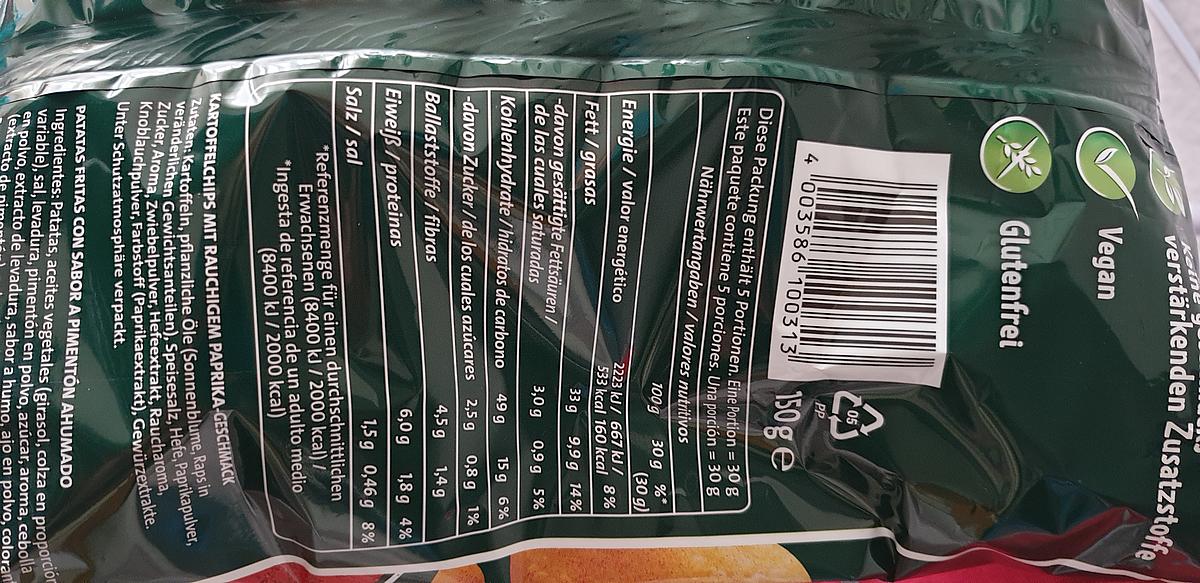 verstärkenden Zusatzstoffe
Vegan
Glutenfrei
4 003586 100313
05
PP
150g e
Diese Packung enthält 5 Portionen. Eine Portion = 30 g
Este paquete contiene 5 porciones. Una porción = 30 g
Nährwertangaben / valores nutritivos
100g 30 g %*
(30 g)
Energie / valor energético 2223 kJ / 667 kJ / 8%
533 kcal 160 kcal
Fett / grasas 33 g 9,9 g 14%
-davon gesättigte Fettsäuren /
de las cuales saturadas 3,0 g 0,9 g 5%
Kohlenhydrate / hidratos de carbono 49 g 15 g 6%
-davon Zucker / de los cuales azúcares 2,5 g 0,8 g 1%
Ballaststoffe / fibras 4,5 g 1,4 g
Eiweiß / proteinas 6,0 g 1,8 g 4%
Salz / sal 1,5 g 0,46 g 8%
*Referenzmenge für einen durchschnittlichen
Erwachsenen (8400 kJ / 2000 kcal) /
*Ingesta de referencia de un adulto medio
(8400 kJ / 2000 kcal)
KARTOFFELCHIPS MIT RAUCHIGEM PAPRIKA-GESCHMACK
Zutaten: Kartoffeln, pflanzliche Öle (Sonnenblume, Raps in
veränderlichen Gewichtsanteilen), Speisesalz, Hefe, Paprikapulver,
Zucker, Aroma, Zwiebelpulver, Hefeextrakt, Raucharoma,
Knoblauchpulver, Farbstoff (Paprikaextrakt), Gewürzextrakte.
Unter Schutzatmosphäre verpackt.
PATATAS FRITAS CON SABOR A PIMENTÓN AHUMADO
Ingredientes: Patatas, aceites vegetales (girasol, colza en proporción
variable), sal, levadura, pimentón en polvo, azúcar, aroma, cebolla
en polvo, extracto de levadura, sabor a humo, ajo en polvo, colorante